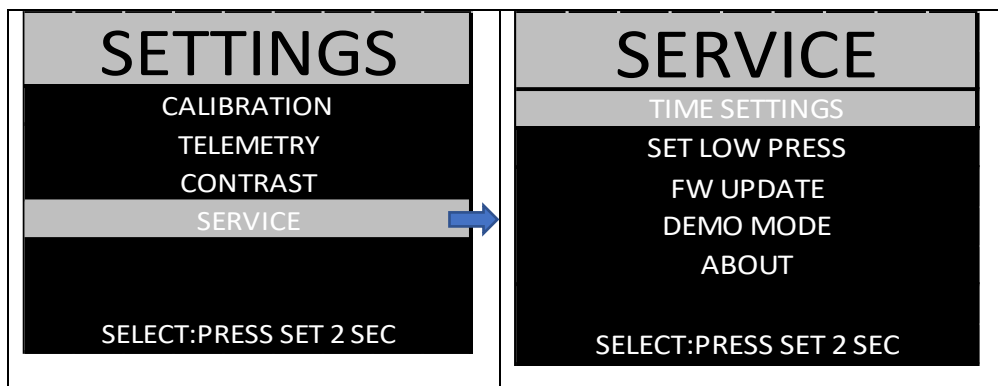 SETTINGS
CALIBRATION
TELEMETRY
CONTRAST
SERVICE
SELECT:PRESS SET 2 SEC
SERVICE
TIME SETTINGS
SET LOW PRESS
FW UPDATE
DEMO MODE
ABOUT
SELECT:PRESS SET 2 SEC